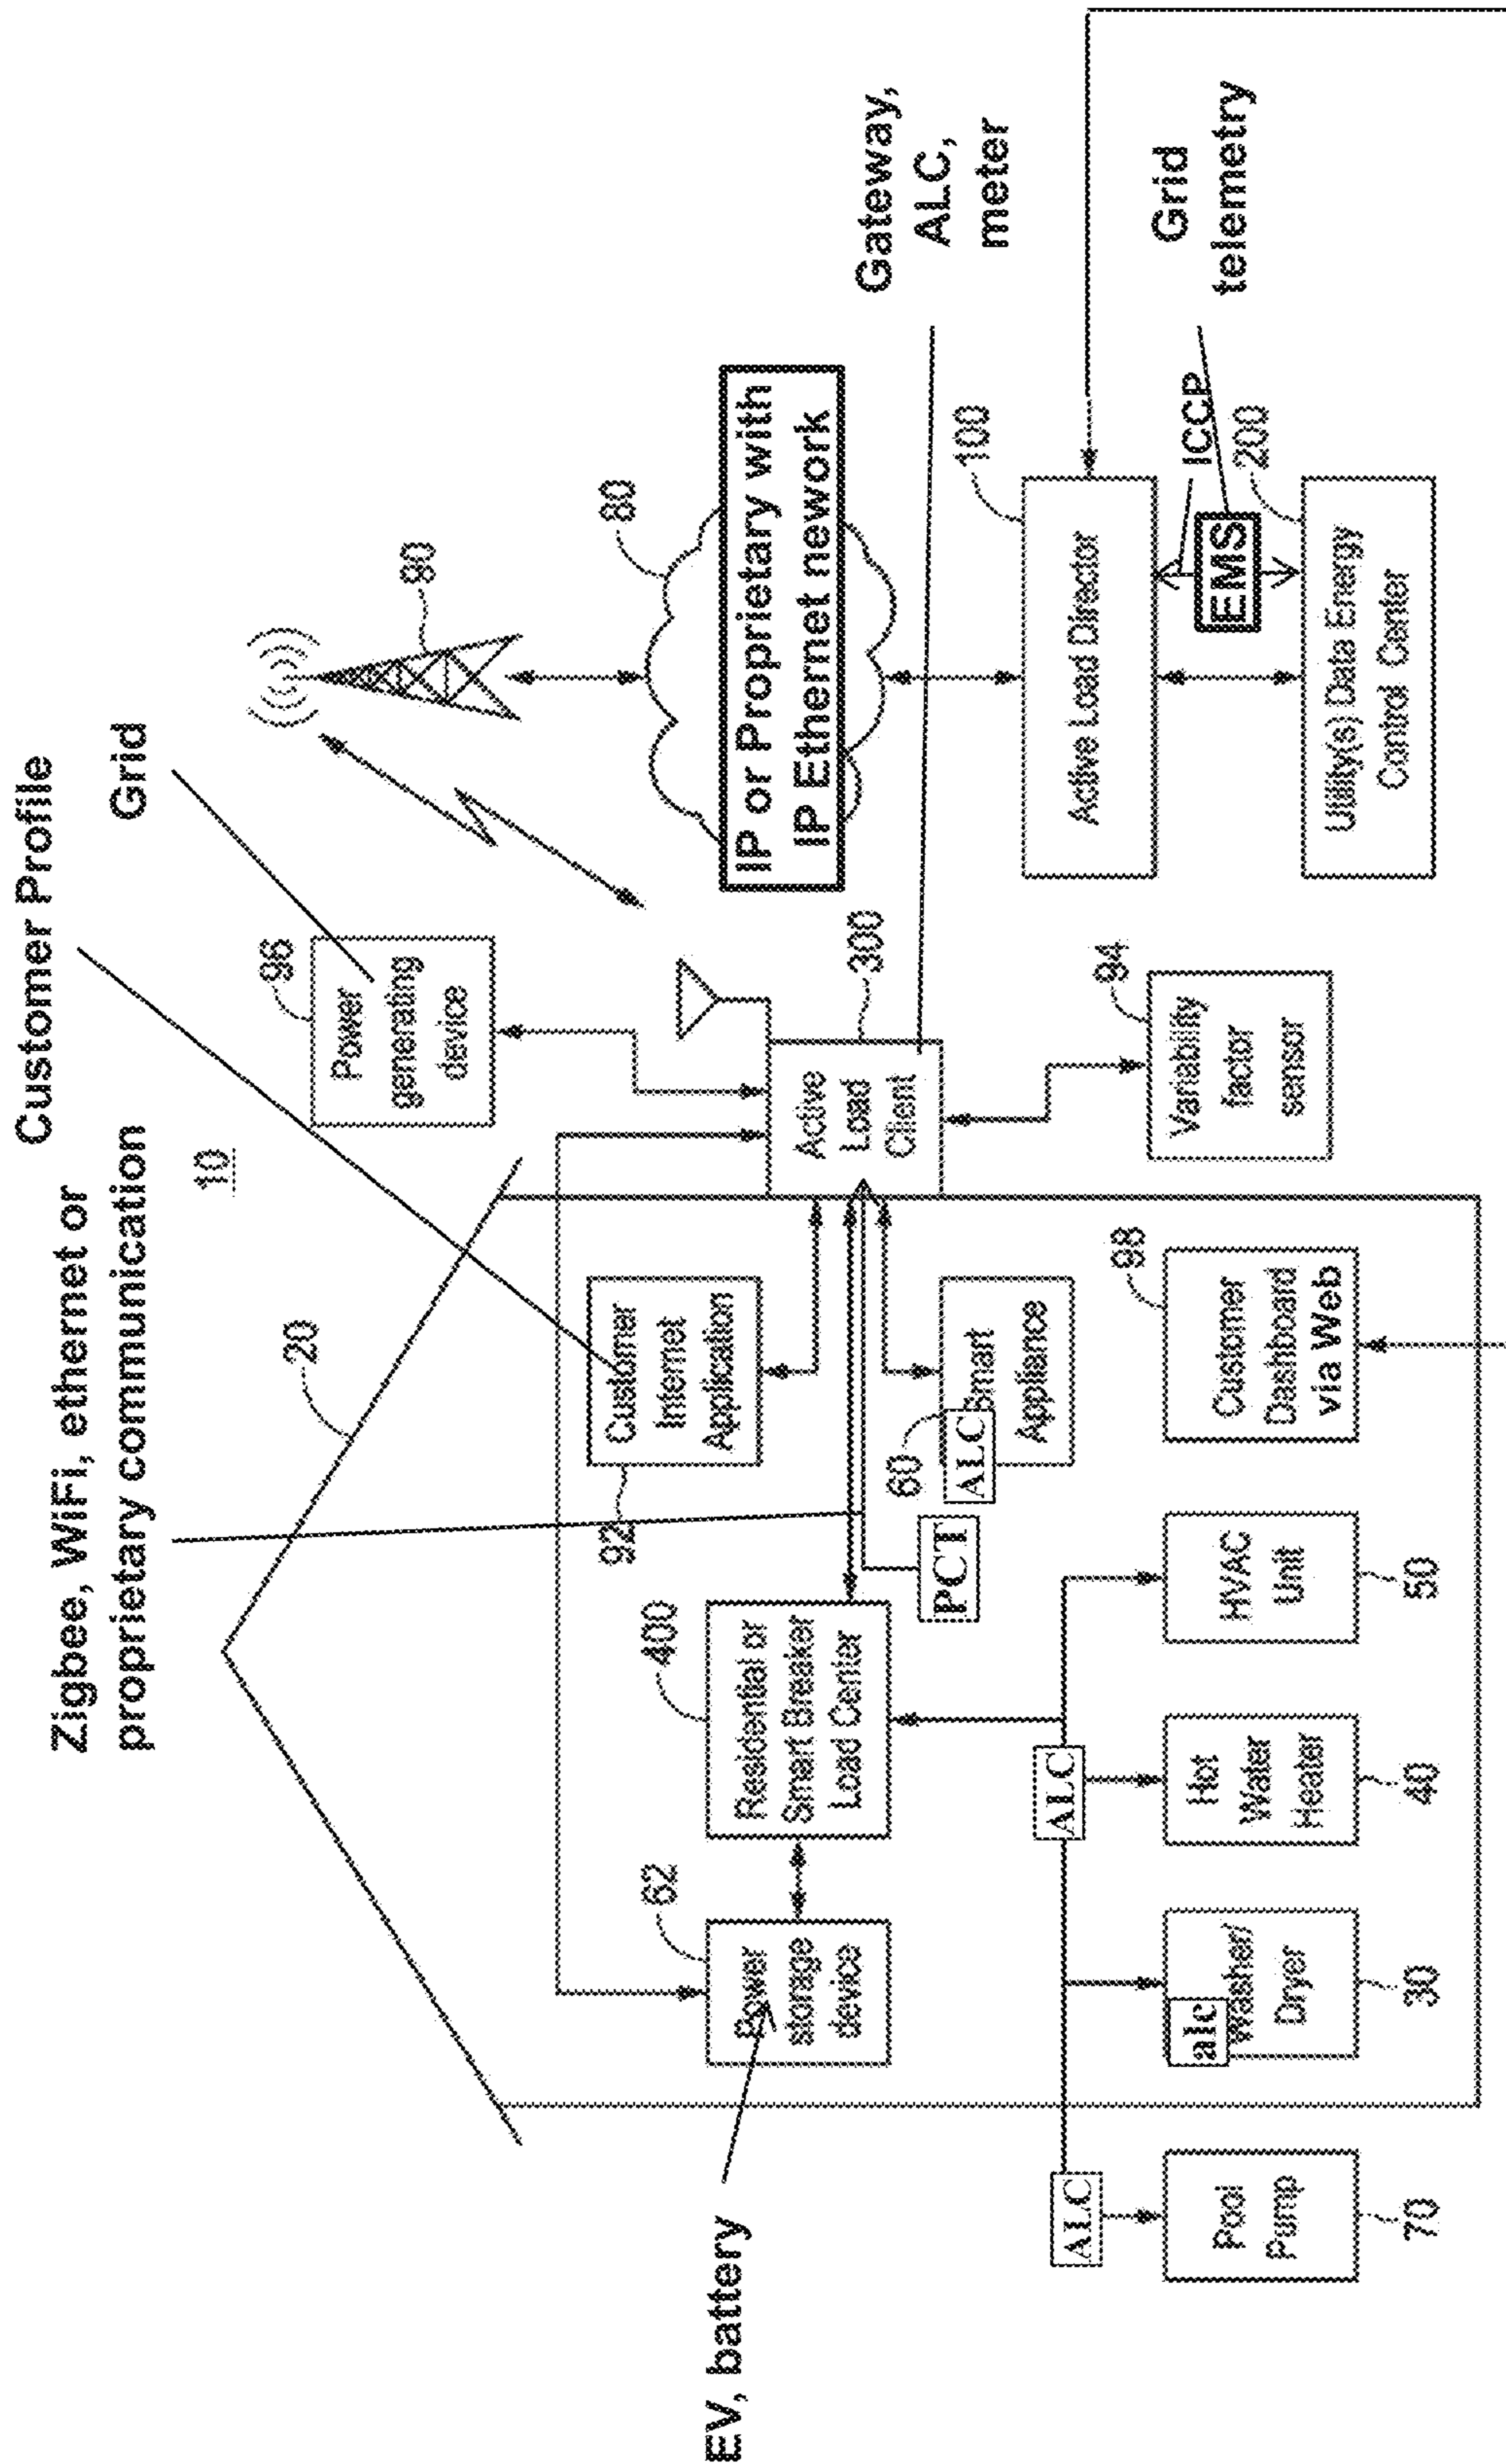 Customer Profile
Grid
Zigbee, WiFi, ethernet or
proprietary communication
10
20
96
Power
generating
device
90
80
IP or Proprietary with
IP Ethernet nework
Gateway,
ALC,
meter
Grid
telemetry
100
Active Load Director
ICCP
EMS
200
Utility(s) Data Energy
Control Center
300
Active
Load
Client
94
Variability
factor
sensor
Customer
Internet
Application
92
60
ALC
Smart
Appliance
PCT
98
Customer
Dashboard
via Web
400
Residential or
Smart Breaker
Load Center
62
Power
storage
device
EV, battery
ALC
HVAC
Unit
50
Hot
Water
Heater
40
alc
Washer/
Dryer
30
ALC
Pool
Pump
70